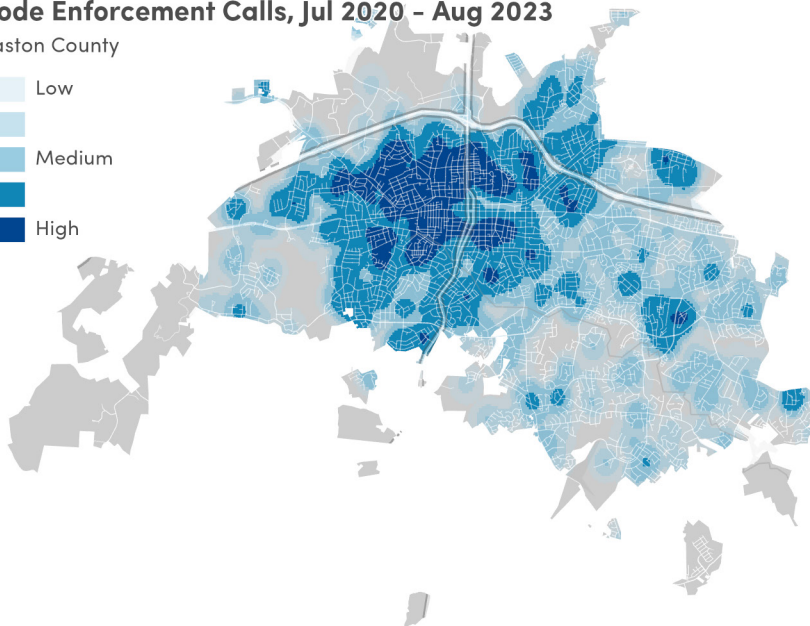 ode Enforcement Calls, Jul 2020 - Aug 2023
aston County
Low
Medium
High